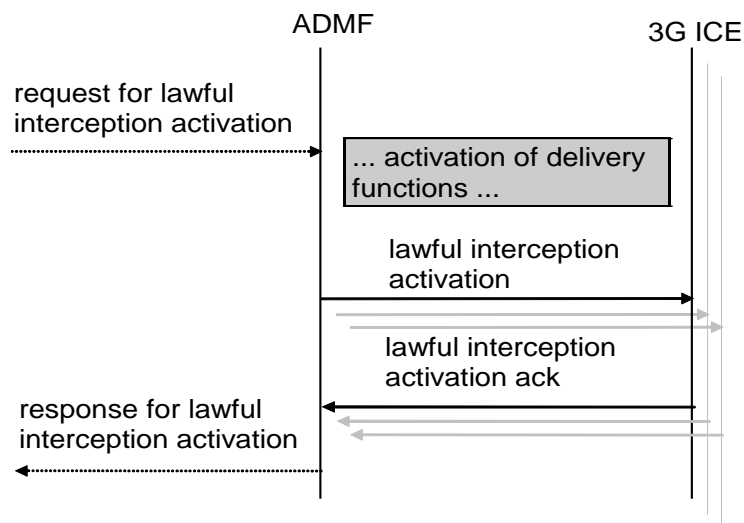 ADMF
3G ICE
request for lawful
interception activation
... activation of delivery
functions ...
lawful interception
activation
lawful interception
activation ack
response for lawful
interception activation